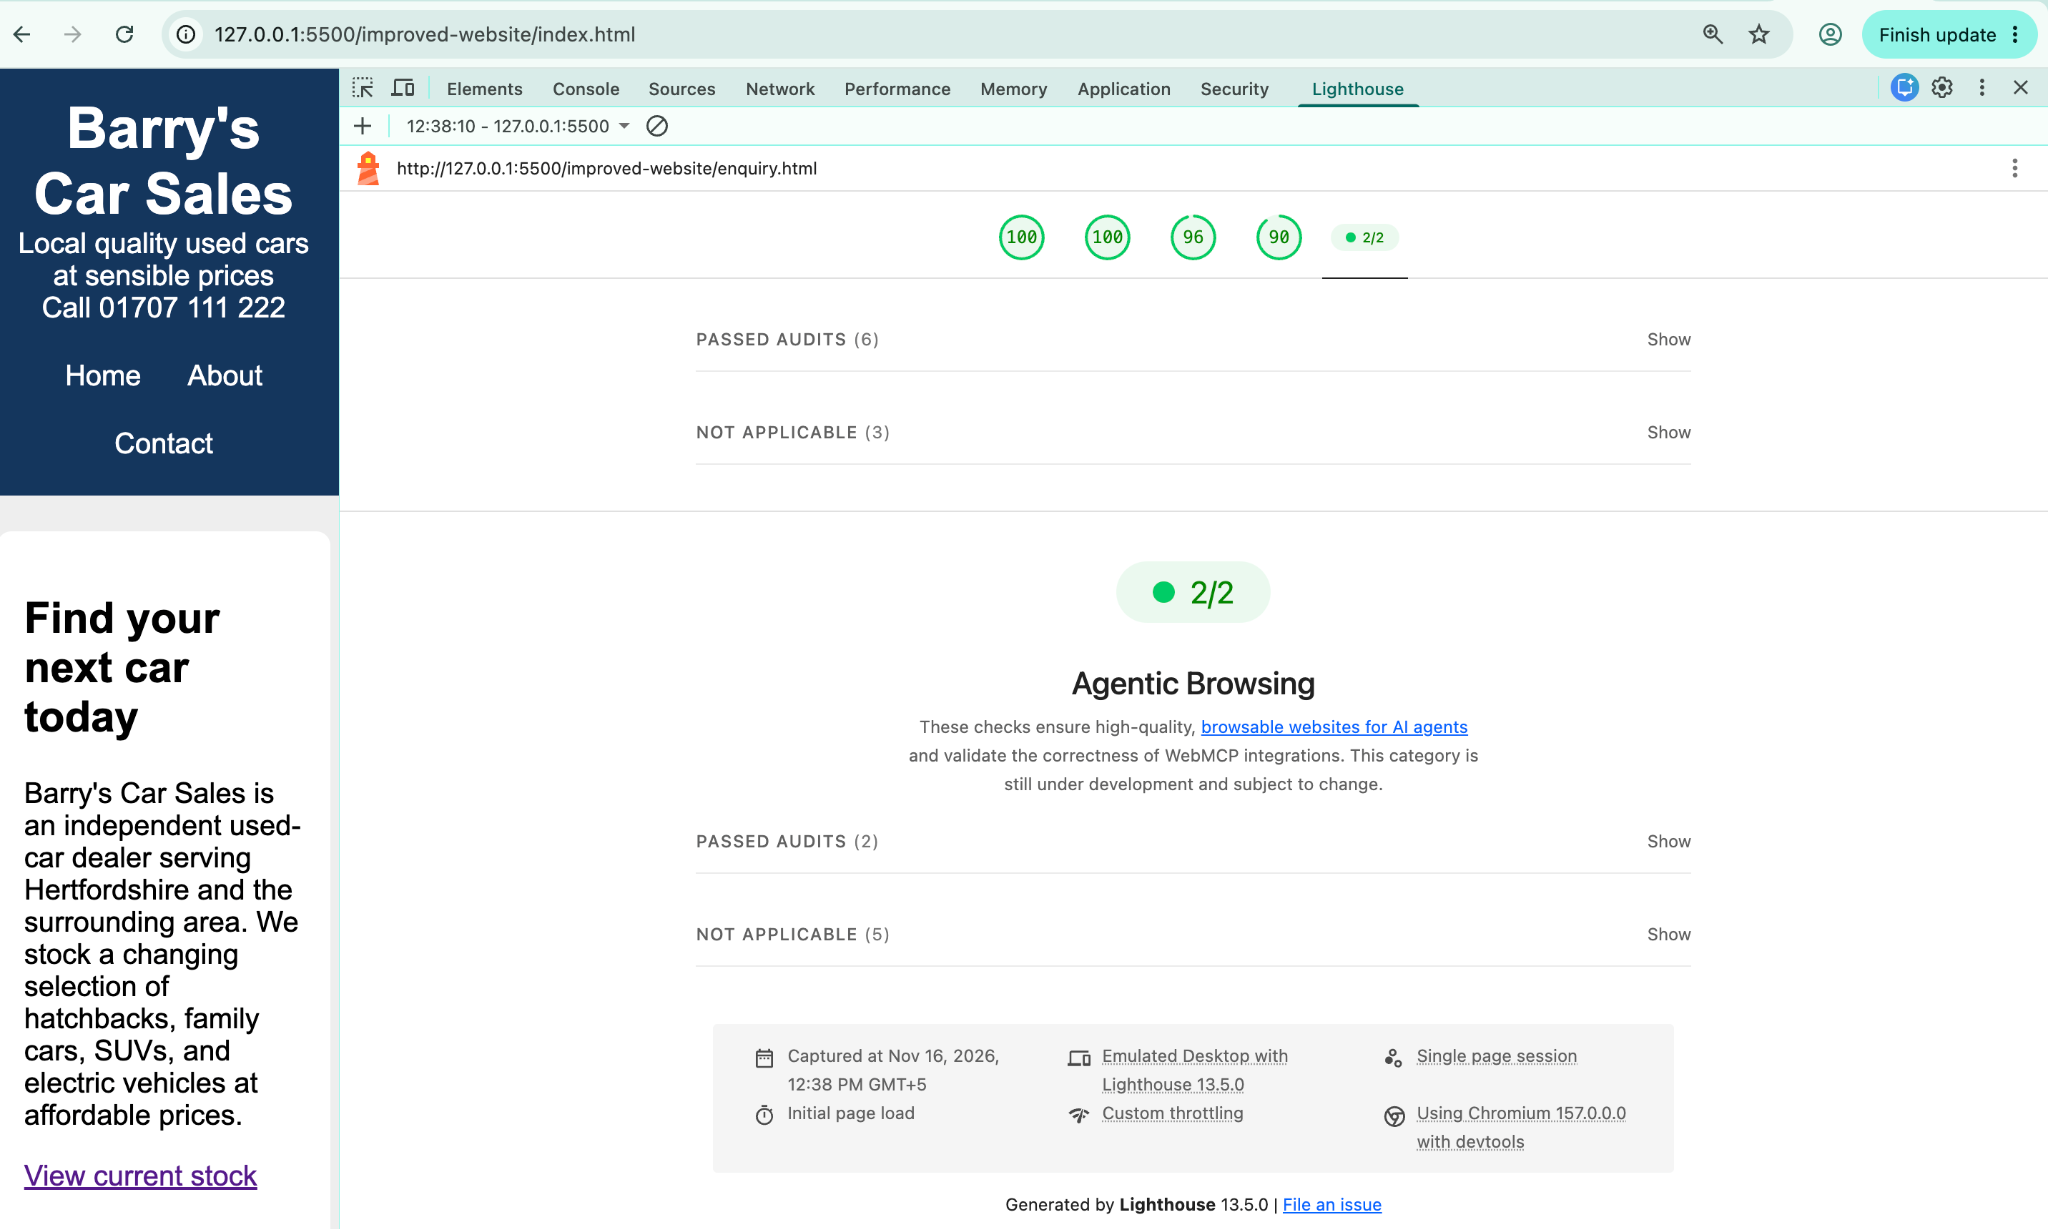 127.0.0.1:5500/improved-website/index.html
Finish update
Barry's
Car Sales
Local quality used cars
at sensible prices
Call 01707 111 222
Home About
Contact
Find your
next car
today
Barry's Car Sales is
an independent used-
car dealer serving
Hertfordshire and the
surrounding area. We
stock a changing
selection of
hatchbacks, family
cars, SUVs, and
electric vehicles at
affordable prices.
View current stock
Elements Console Sources Network Performance Memory Application Security Lighthouse
12:38:10 - 127.0.0.1:5500
http://127.0.0.1:5500/improved-website/enquiry.html
100 100 96 90 2/2
PASSED AUDITS (6) Show
NOT APPLICABLE (3) Show
2/2
Agentic Browsing
These checks ensure high-quality, browsable websites for AI agents
and validate the correctness of WebMCP integrations. This category is
still under development and subject to change.
PASSED AUDITS (2) Show
NOT APPLICABLE (5) Show
Captured at Nov 16, 2026,
12:38 PM GMT+5
Initial page load
Emulated Desktop with
Lighthouse 13.5.0
Custom throttling
Single page session
Using Chromium 157.0.0.0
with devtools
Generated by Lighthouse 13.5.0 | File an issue